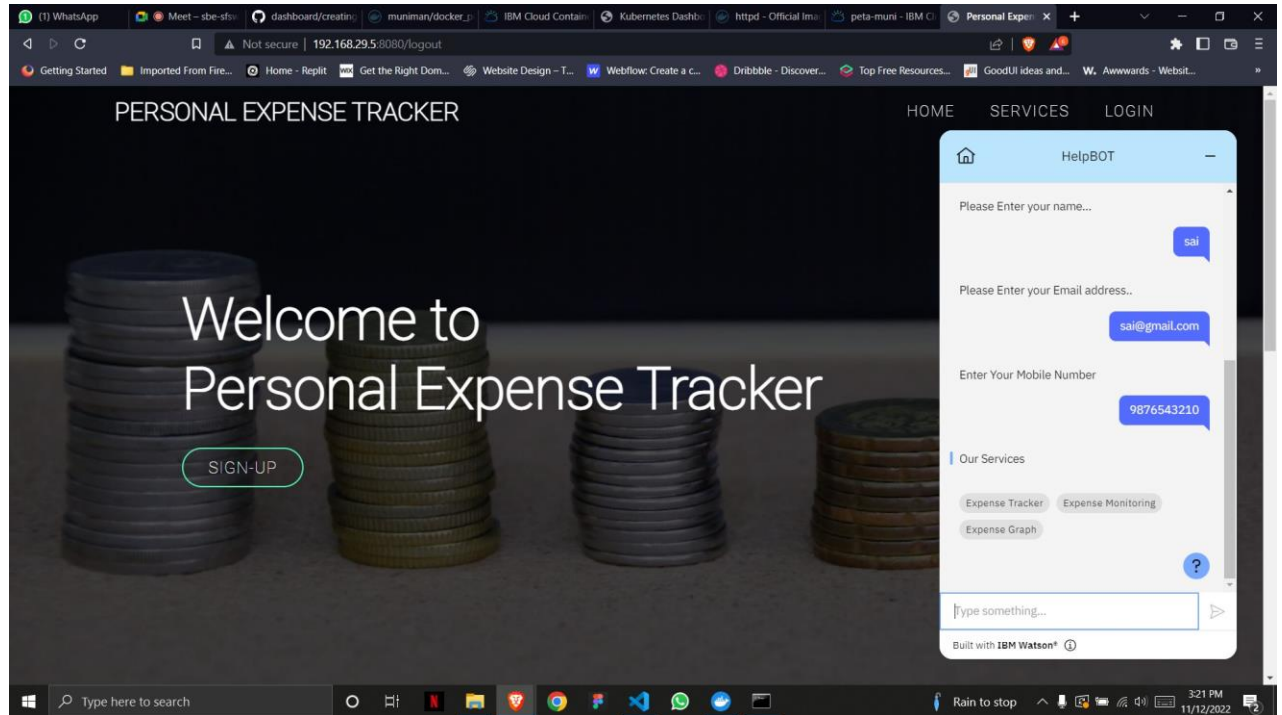 (1) WhatsApp
Meet – sbe-sfsv
dashboard/creating
muniman/docker_p
IBM Cloud Contain
Kubernetes Dashbo
httpd - Official Ima
peta-muni - IBM Cl
Personal Expen
Not secure | 192.168.29.5:8080/logout
Getting Started
Imported From Fire...
Home - Replit
Get the Right Dom...
Website Design – T...
Webflow: Create a c...
Dribbble - Discover...
Top Free Resources...
GoodUI ideas and...
W. Awwwards - Websit...
PERSONAL EXPENSE TRACKER
HOME SERVICES LOGIN
Welcome to
Personal Expense Tracker
SIGN-UP
HelpBOT
Please Enter your name...
sai
Please Enter your Email address..
sai@gmail.com
Enter Your Mobile Number
9876543210
Our Services
Expense Tracker Expense Monitoring
Expense Graph
?
Type something...
Built with IBM Watson*
Type here to search
Rain to stop
3:21 PM
11/12/2022
2